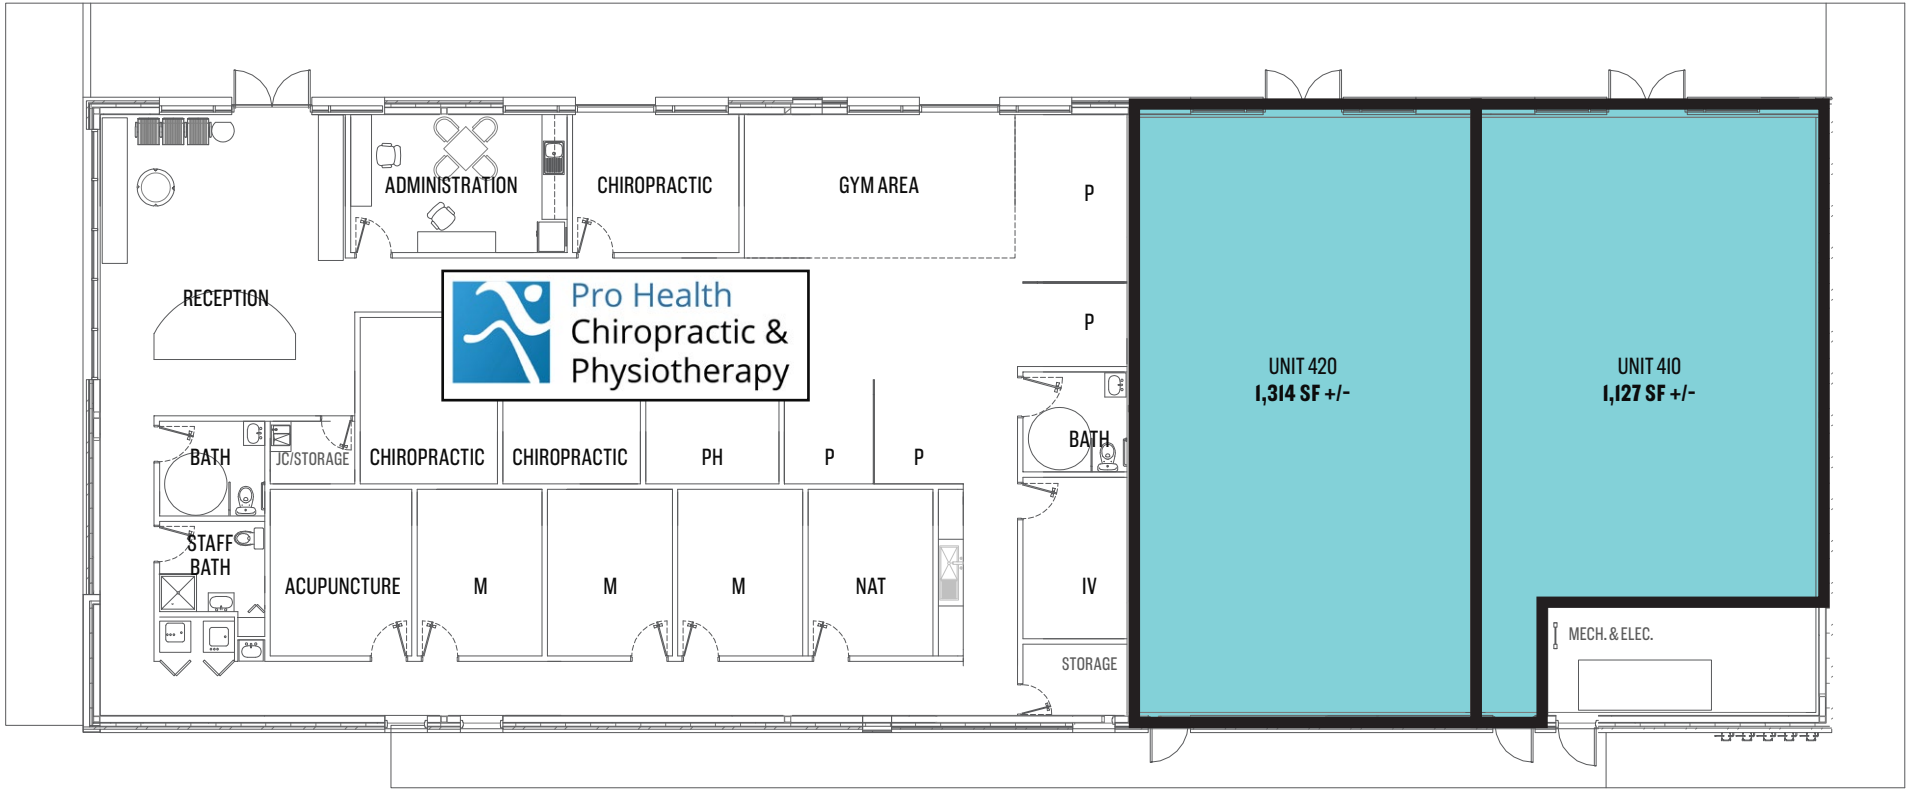 ADMINISTRATION
CHIROPRACTIC
GYM AREA
P
RECEPTION
Pro Health
Chiropractic &
Physiotherapy
P
UNIT 420
1,314 SF +/-
UNIT 410
1,127 SF +/-
BATH
JC/STORAGE
CHIROPRACTIC
CHIROPRACTIC
PH
P
P
BATH
STAFF
BATH
ACUPUNCTURE
M
M
M
NAT
IV
MECH. & ELEC.
STORAGE